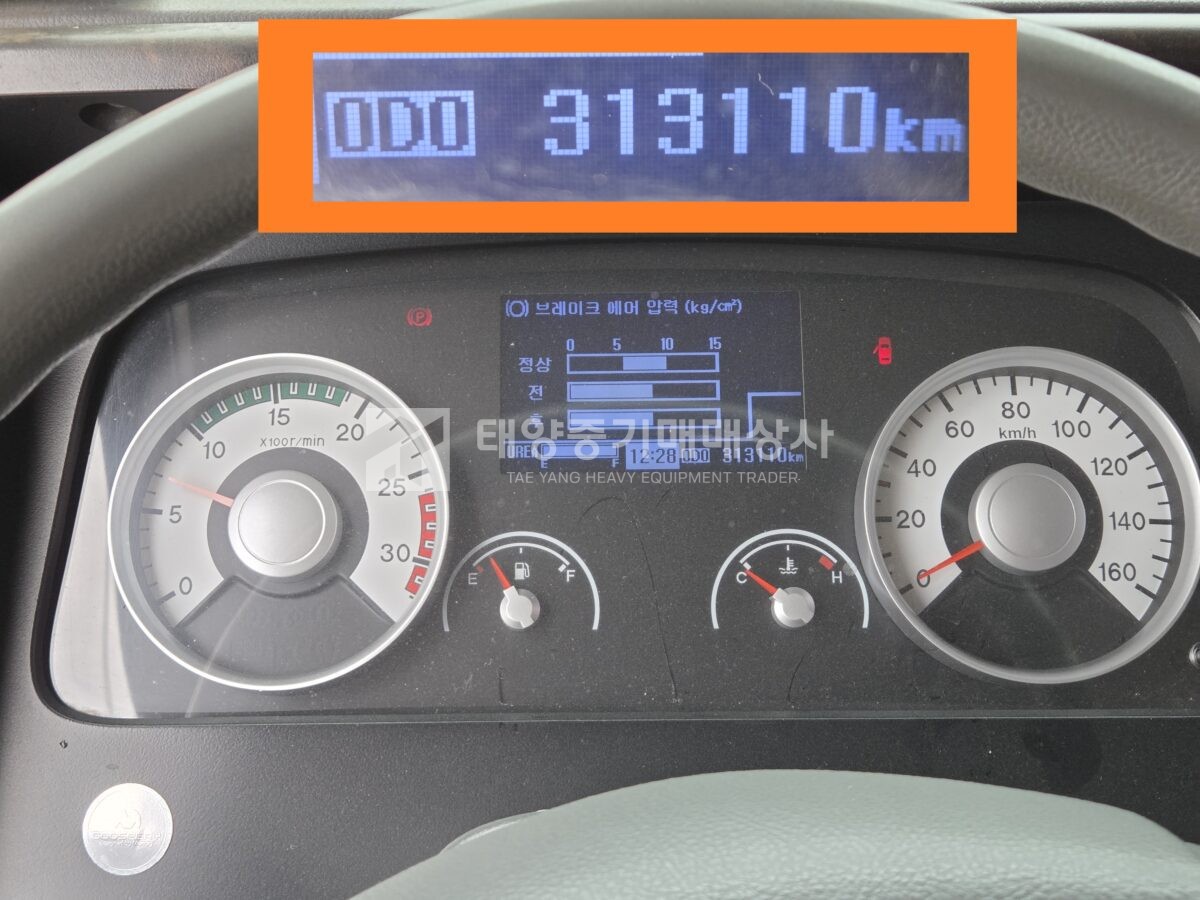 ODO 313110km
(O) 브레이크 에어 압력 (kg/cm²)
0 5 10 15
정상
전
후
UREA E F 12:28 ODO 313110km
태양중기매매상사
TAE YANG HEAVY EQUIPMENT TRADER
P
0 5 10 15 20 25 30
X100r/min
E F
C H
0 20 40 60 80 100 120 140 160
km/h